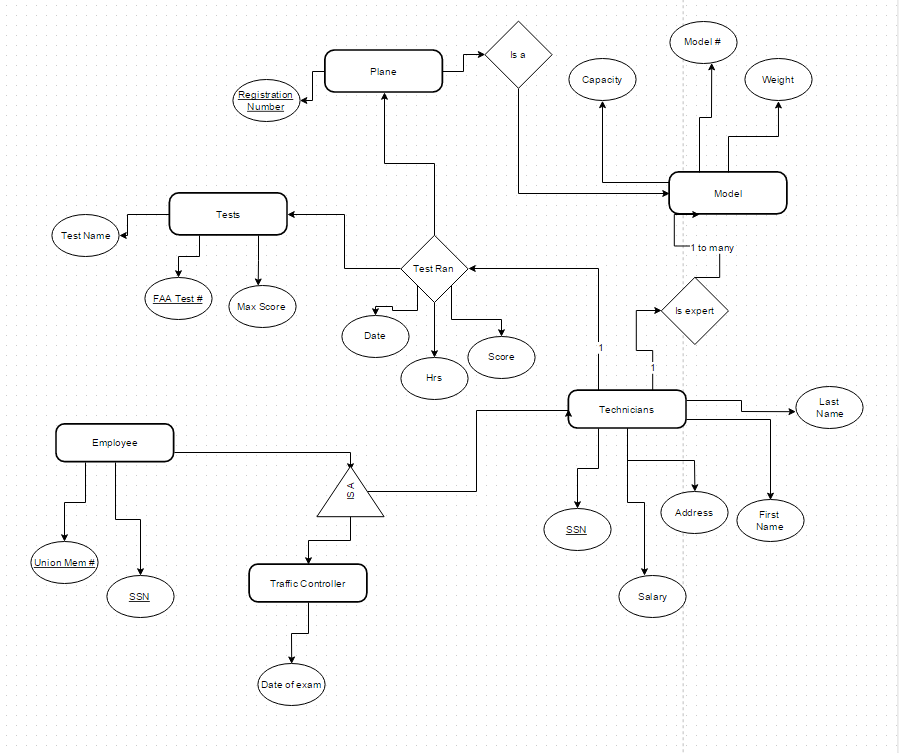 Model #
Plane
Is a
Capacity
Weight
Registration
Number
Model
Tests
Test Name
1 to many
Test Ran
FAA Test #
Max Score
Is expert
Date
Score
1
1
Hrs
Technicians
Last
Name
Employee
IS A
Address
First
Name
SSN
Union Mem #
Traffic Controller
SSN
Salary
Date of exam